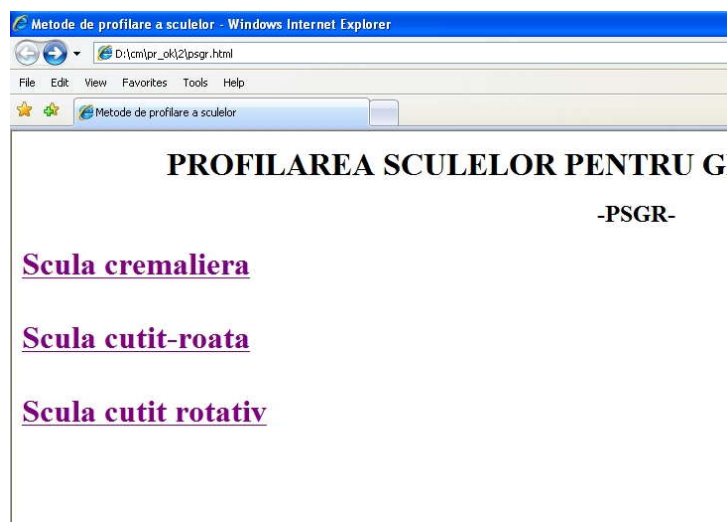 Metode de profilare a sculelor - Windows Internet Explorer
D:\cm\pr_ok\2\psgr.html
File Edit View Favorites Tools Help
Metode de profilare a sculelor
PROFILAREA SCULELOR PENTRU
-PSGR-
Scula cremaliera
Scula cutit-roata
Scula cutit rotativ